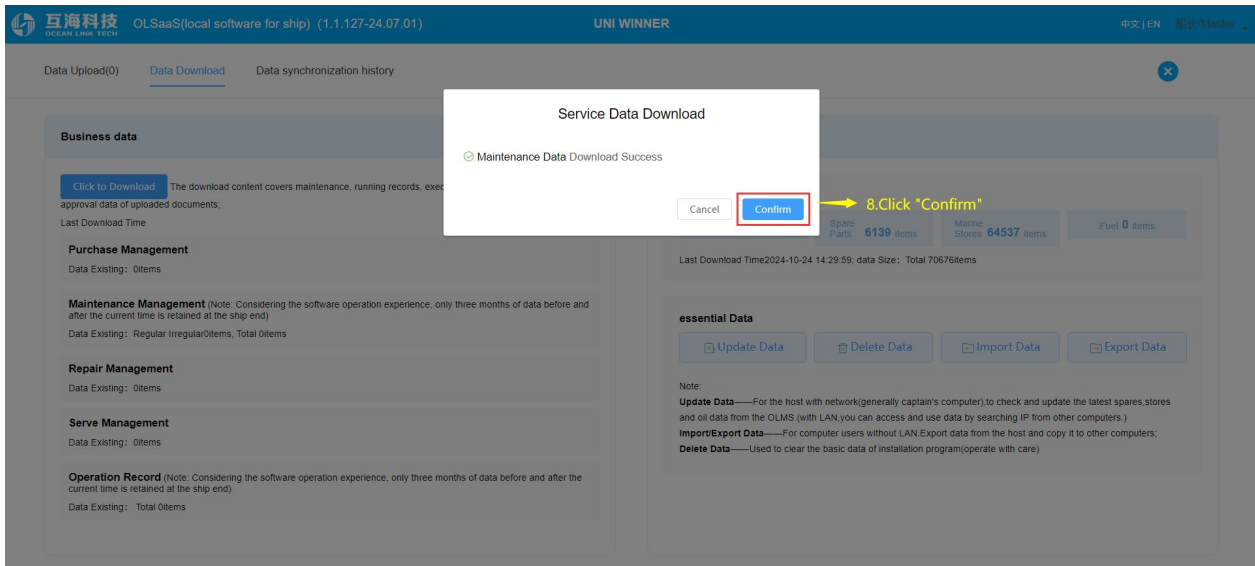 互海科技
OCEAN LINK TECH
OLSaaS(local software for ship) (1.1.127-24.07.01)
UNI WINNER
中文 | EN
船长/Master
Data Upload(0)
Data Download
Data synchronization history
Service Data Download
Maintenance Data Download Success
Cancel
Confirm
8.Click "Confirm"
Business data
Click to Download
The download content covers maintenance, running records, exec
approval data of uploaded documents;
Last Download Time
Purchase Management
Data Existing: 0items
Maintenance Management (Note: Considering the software operation experience, only three months of data before and
after the current time is retained at the ship end)
Data Existing: Regular Irregular0items, Total 0items
Repair Management
Data Existing: 0items
Serve Management
Data Existing: 0items
Operation Record (Note: Considering the software operation experience, only three months of data before and after the
current time is retained at the ship end)
Data Existing: Total 0items
Spare
Parts 6139 items
Marine
Stores 64537 items
Fuel 0 items
Last Download Time2024-10-24 14:29:59; data Size: Total 70676items
essential Data
Update Data
Delete Data
Import Data
Export Data
Note:
Update Data——For the host with network(generally captain's computer),to check and update the latest spares,stores
and oil data from the OLMS.(with LAN,you can access and use data by searching IP from other computers.)
Import/Export Data——For computer users without LAN.Export data from the host and copy it to other computers;
Delete Data——Used to clear the basic data of installation program(operate with care)